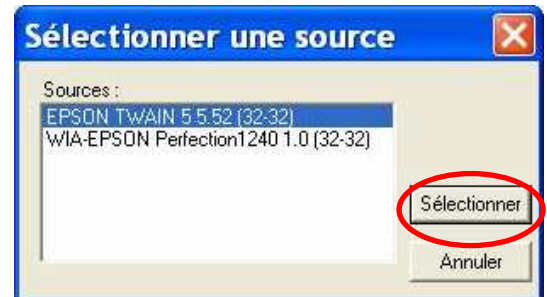 Sélectionner une source
Sources :
EPSON TWAIN 5 5.52 (32-32)
WIA-EPSON Perfection1240 1.0 (32-32)
Sélectionner
Annuler